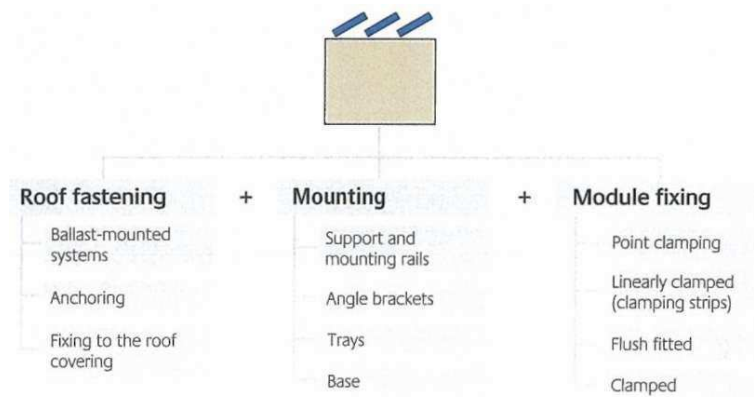 Roof fastening + Mounting + Module fixing
Ballast-mounted
systems
Anchoring
Fixing to the roof
covering
Support and
mounting rails
Angle brackets
Trays
Base
Point clamping
Linearly clamped
(clamping strips)
Flush fitted
Clamped